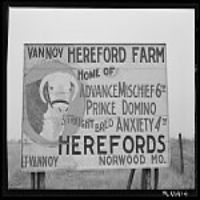 VANNOY HEREFORD FARM
HOME OF
ADVANCE MISCHIEF 6TH
PRINCE DOMINO
STRAIGHT BRED ANXIETY 4TH
HEREFORDS
VANNOY NORWOOD MO.